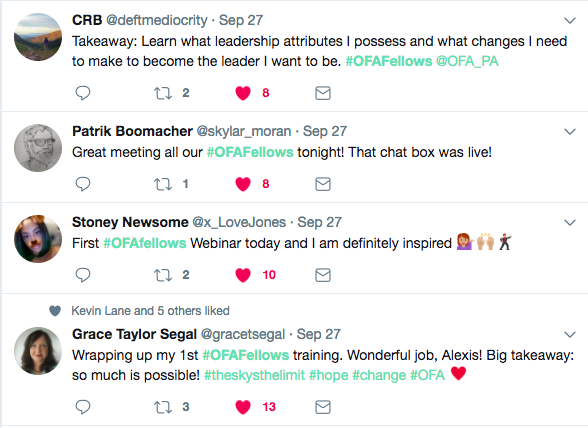 CRB @deftmediocrity · Sep 27
Takeaway: Learn what leadership attributes I possess and what changes I need
to make to become the leader I want to be. #OFAFellows @OFA_PA
2 8
Patrik Boomacher @skylar_moran · Sep 27
Great meeting all our #OFAFellows tonight! That chat box was live!
1 8
Stoney Newsome @x_LoveJones · Sep 27
First #OFAfellows Webinar today and I am definitely inspired 💁🏽‍♀️🙌🏼🕺🏽
2 10
Kevin Lane and 5 others liked
Grace Taylor Segal @gracetsegal · Sep 27
Wrapping up my 1st #OFAFellows training. Wonderful job, Alexis! Big takeaway:
so much is possible! #theskysthelimit #hope #change #OFA ❤️
3 13